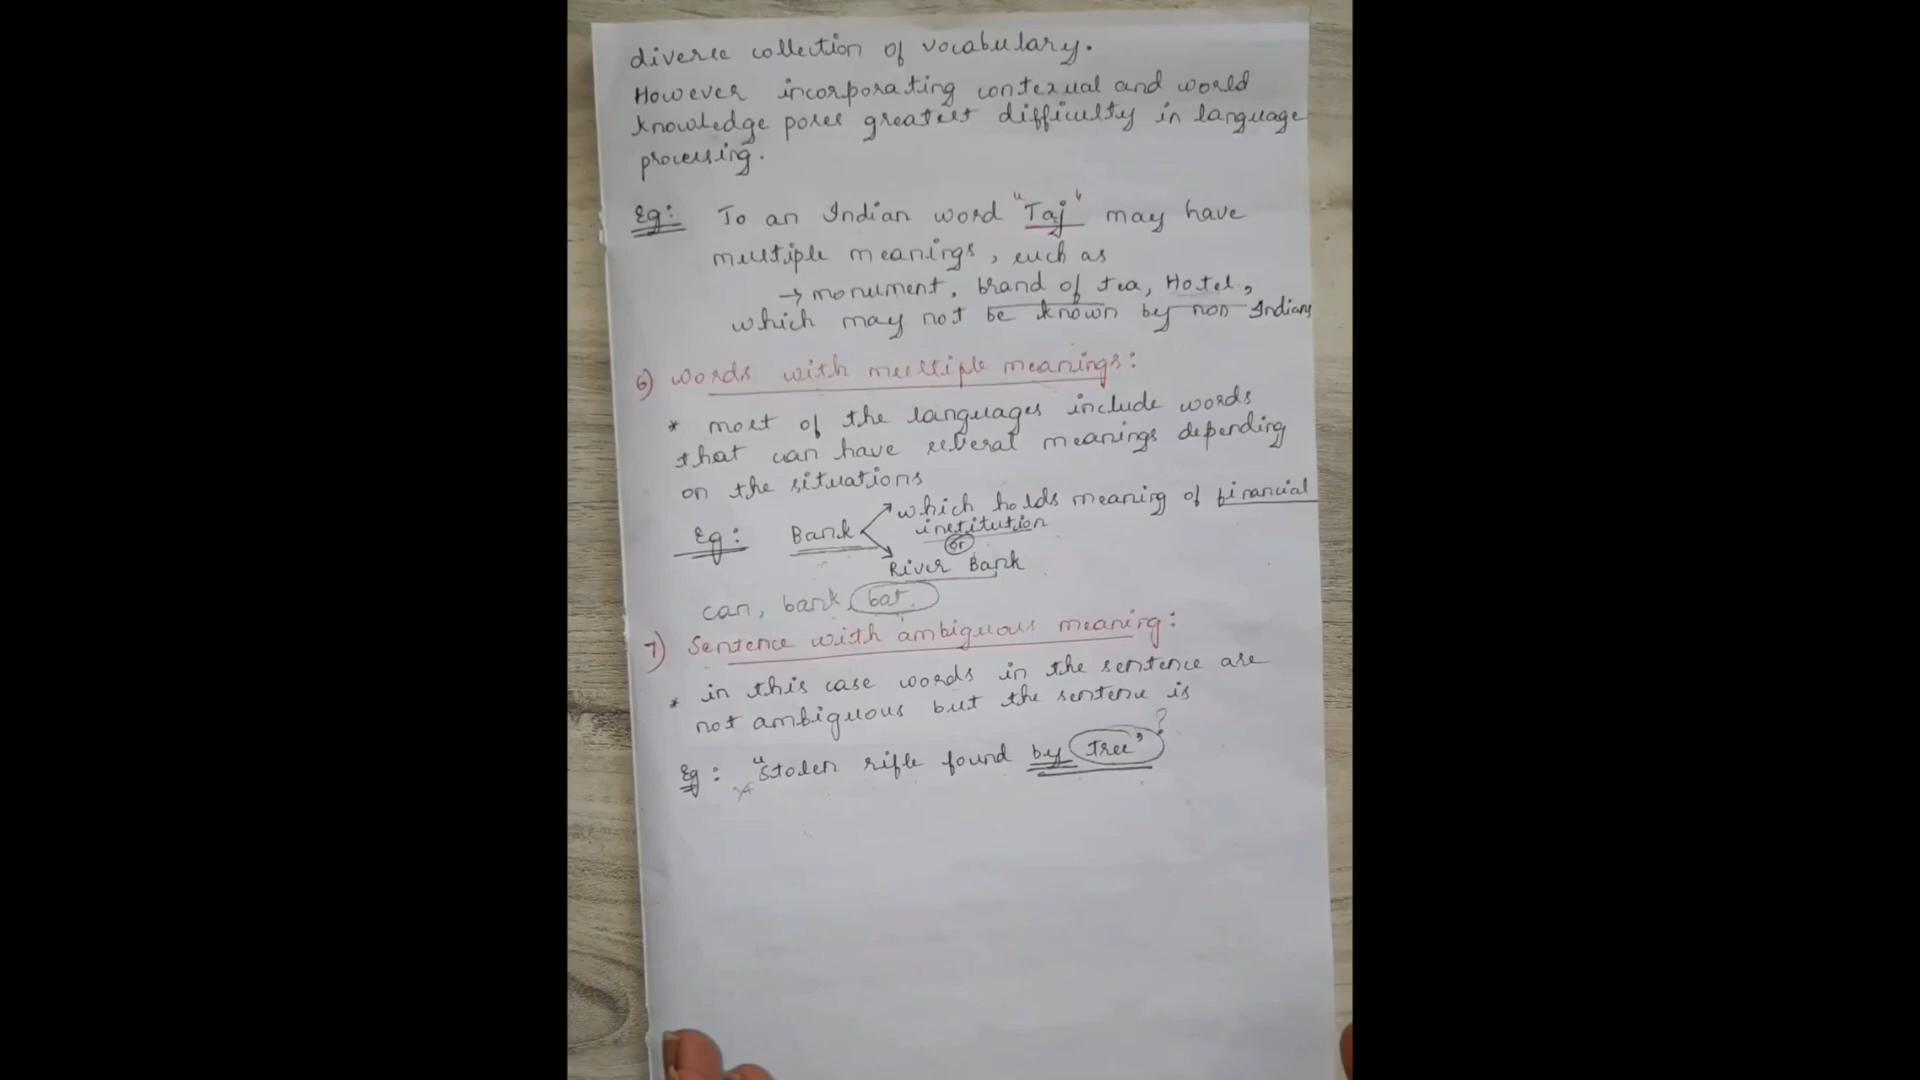 diverse collection of vocabulary.
However incorporating contexual and world
knowledge poses greatest difficulty in language
processing.
Eg: To an Indian word "Taj" may have
multiple meanings, such as
→ monument, brand of tea, Hotel,
which may not be known by non Indians
6) words with multiple meanings:
* most of the languages include words
that can have several meanings depending
on the situations
Eg: Bank which holds meaning of financial
institution
or
River Bank
can, bank, bat.
7) Sentence with ambiguous meaning:
* in this case words in the sentence are
not ambiguous but the sentence is
?
Eg: "Stolen rifle found by tree"